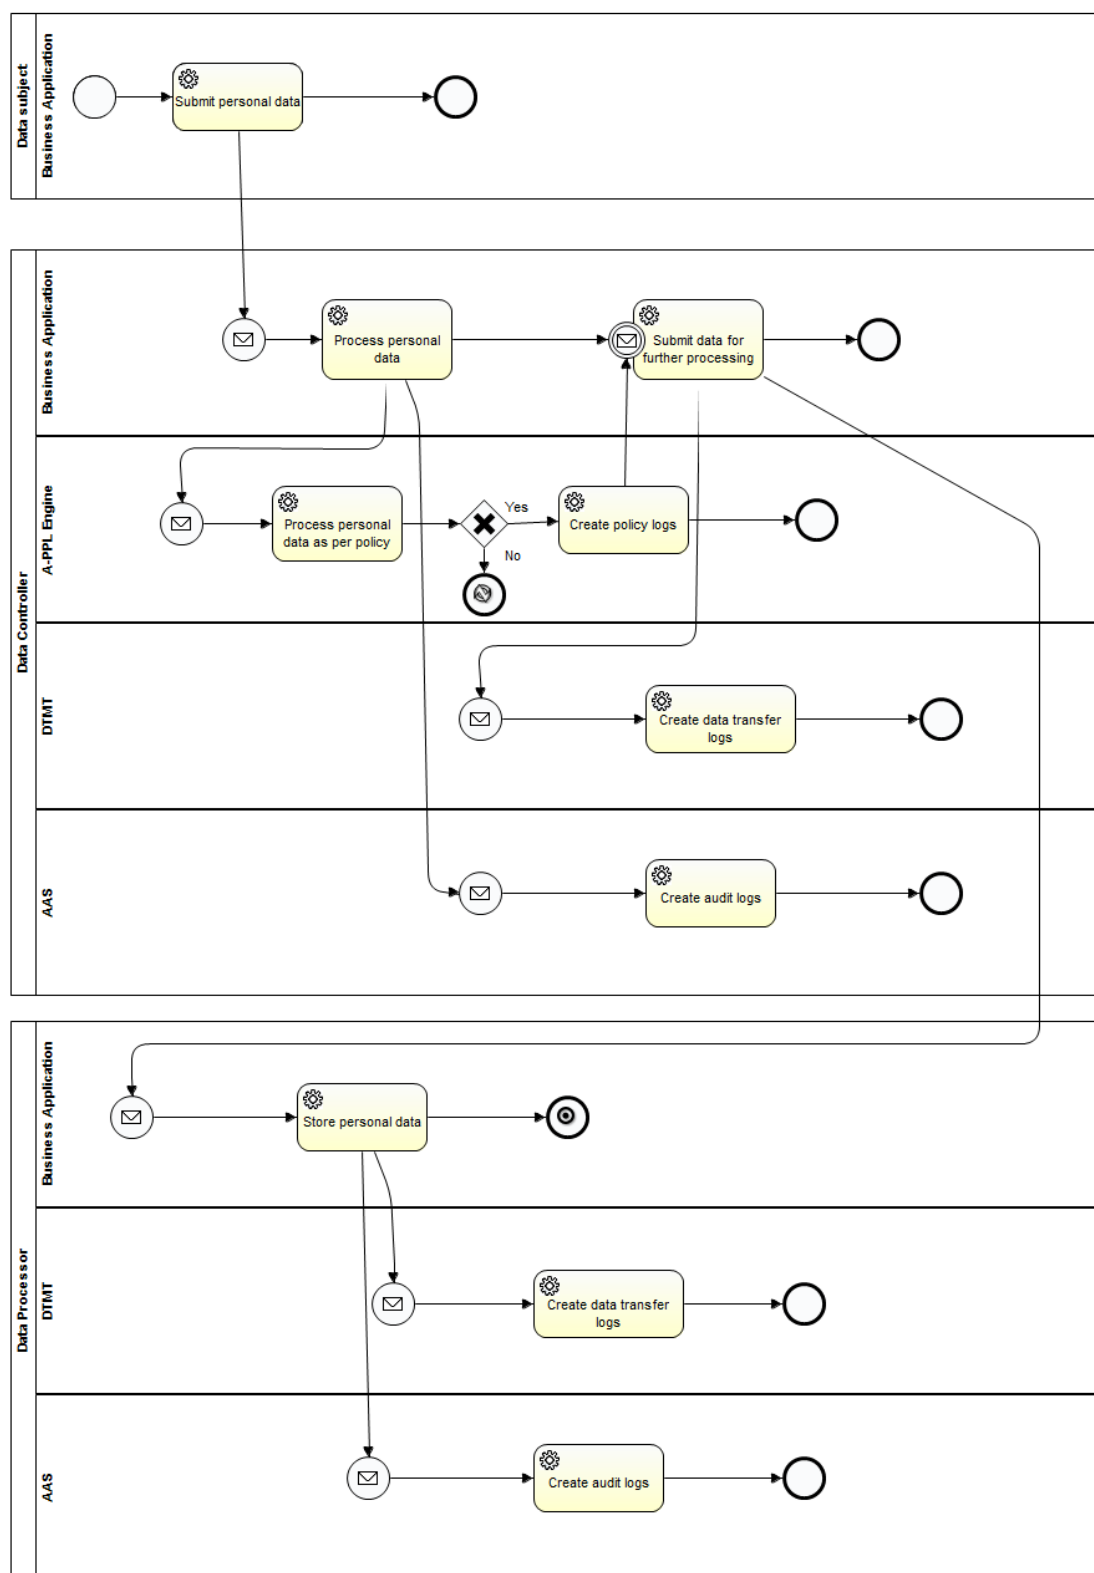 Data subject
Business Application
Submit personal data
Data Controller
Business Application
Process personal
data
Submit data for
further processing
A-PPL Engine
Process personal
data as per policy
Yes
No
Create policy logs
DTMT
Create data transfer
logs
AAS
Create audit logs
Data Processor
Business Application
Store personal data
DTMT
Create data transfer
logs
AAS
Create audit logs